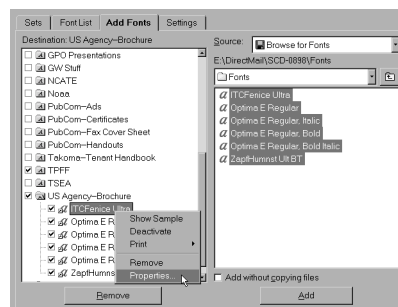 Sets Font List Add Fonts Settings
Destination: US Agency–Brochure
GPO Presentations
GW Stuff
NCATE
Noaa
PubCom–Ads
PubCom–Certificates
PubCom–Fax Cover Sheet
PubCom–Handouts
Takoma–Tenant Handbook
TPFF
TSEA
US Agency–Brochure
ITCFenice Ultra
Optima E R
Optima E R
Optima E R
Optima E R
ZapfHumns
Show Sample
Deactivate
Print
Remove
Properties...
Remove
Source: Browse for Fonts
E:\DirectMail\SCD-0898\Fonts
Fonts
ITCFenice Ultra
Optima E Regular
Optima E Regular, Italic
Optima E Regular, Bold
Optima E Regular, Bold Italic
ZapfHumnst Ult BT
Add without copying files
Add